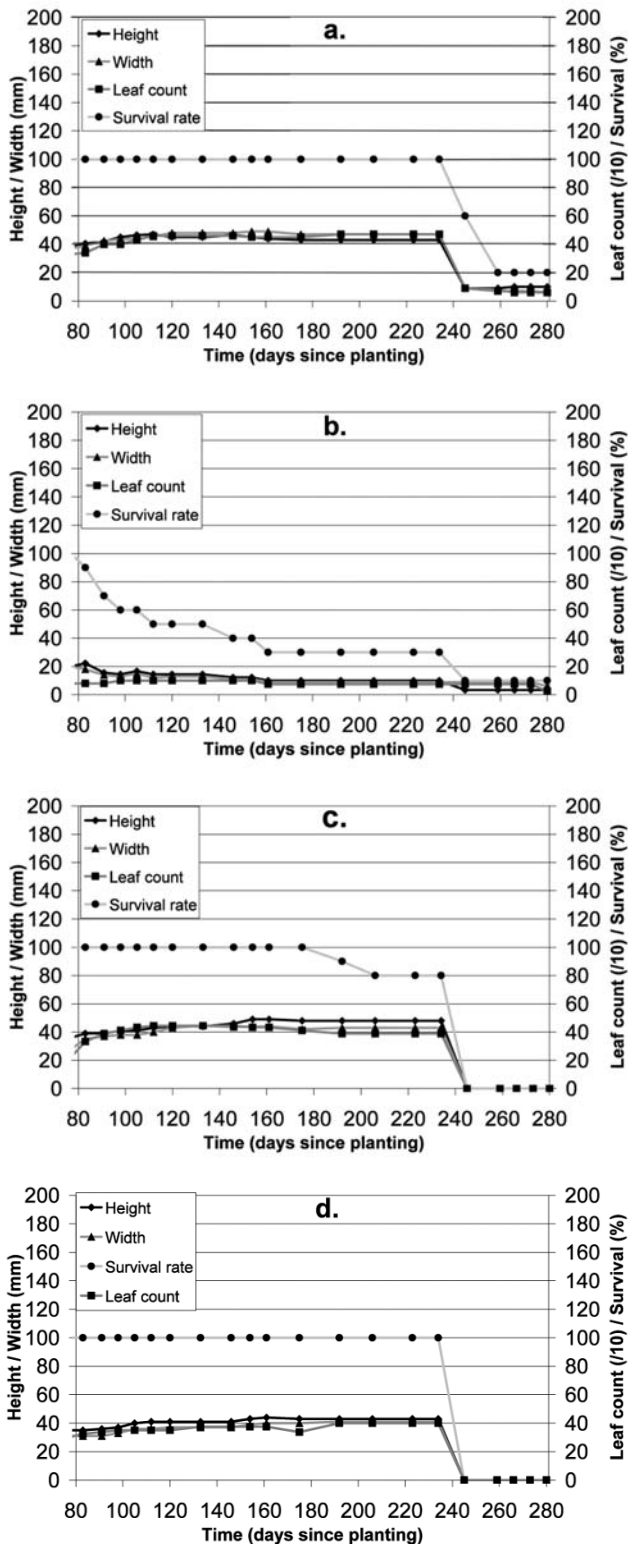 a.
Height
Width
Leaf count
Survival rate
Height / Width (mm)
200 180 160 140 120 100 80 60 40 20 0
Leaf count (/10) / Survival (%)
200 180 160 140 120 100 80 60 40 20 0
80 100 120 140 160 180 200 220 240 260 280
Time (days since planting)
b.
Height
Width
Leaf count
Survival rate
Height / Width (mm)
200 180 160 140 120 100 80 60 40 20 0
Leaf count (/10) / Survival (%)
200 180 160 140 120 100 80 60 40 20 0
80 100 120 140 160 180 200 220 240 260 280
Time (days since planting)
c.
Height
Width
Leaf count
Survival rate
Height / Width (mm)
200 180 160 140 120 100 80 60 40 20 0
Leaf count (/10) / Survival (%)
200 180 160 140 120 100 80 60 40 20 0
80 100 120 140 160 180 200 220 240 260 280
Time (days since planting)
d.
Height
Width
Survival rate
Leaf count
Height / Width (mm)
200 180 160 140 120 100 80 60 40 20 0
Leaf count (/10) / Survival (%)
200 180 160 140 120 100 80 60 40 20 0
80 100 120 140 160 180 200 220 240 260 280
Time (days since planting)